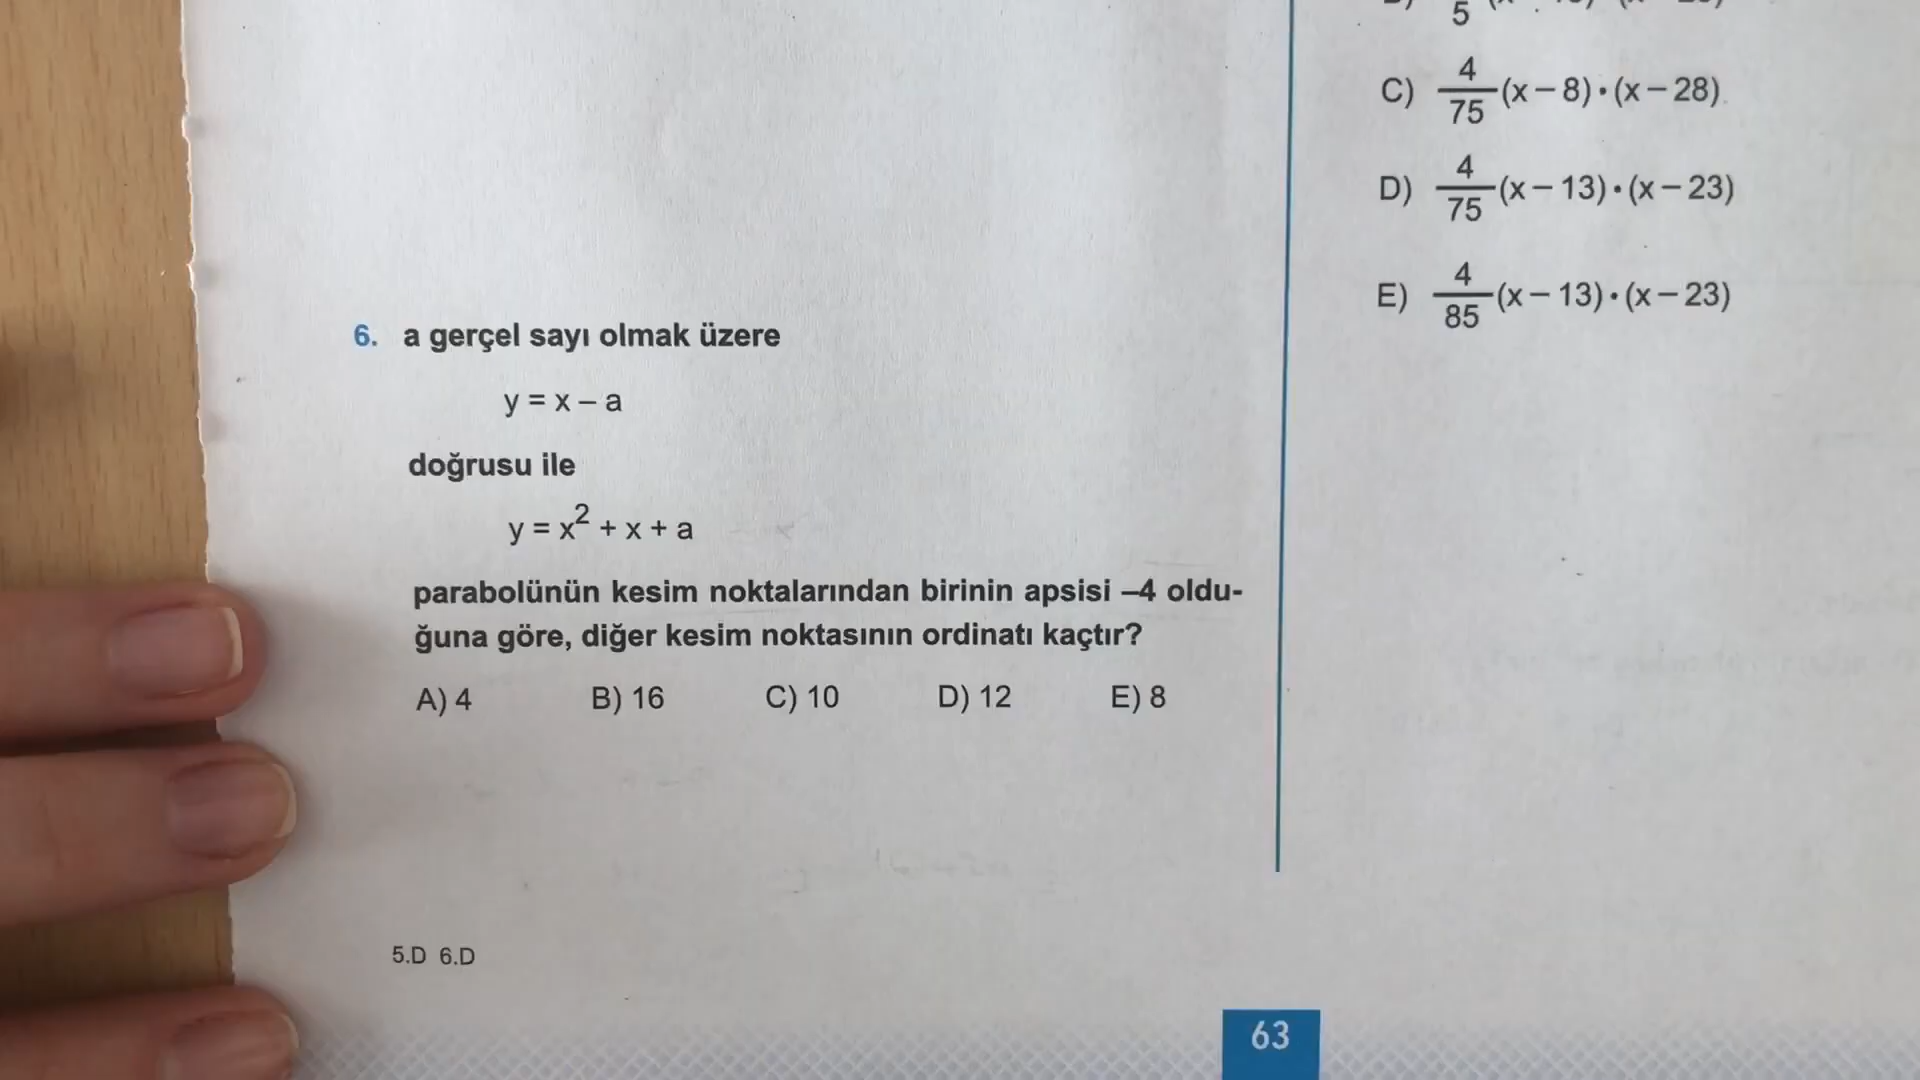 6. a gerçel sayı olmak üzere
y = x – a
doğrusu ile
y = x² + x + a
parabolünün kesim noktalarından birinin apsisi –4 oldu-
ğuna göre, diğer kesim noktasının ordinatı kaçtır?
A) 4 B) 16 C) 10 D) 12 E) 8
5.D 6.D
C) 4/75 (x – 8) · (x – 28)
D) 4/75 (x – 13) · (x – 23)
E) 4/85 (x – 13) · (x – 23)
63